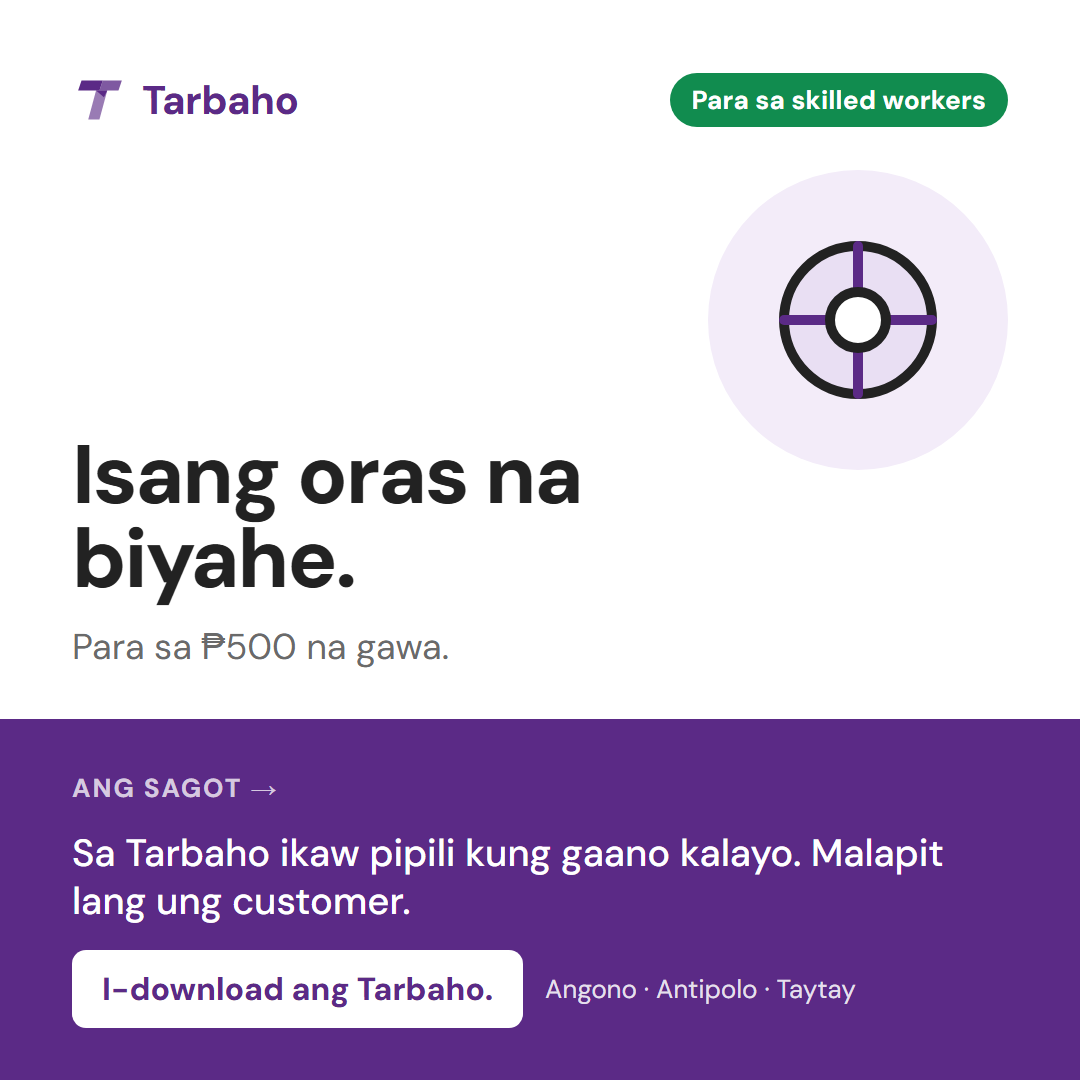 Tarbaho
Para sa skilled workers
Isang oras na
biyahe.
Para sa ₱500 na gawa.
ANG SAGOT →
Sa Tarbaho ikaw pipili kung gaano kalayo. Malapit
lang ung customer.
I-download ang Tarbaho.
Angono · Antipolo · Taytay